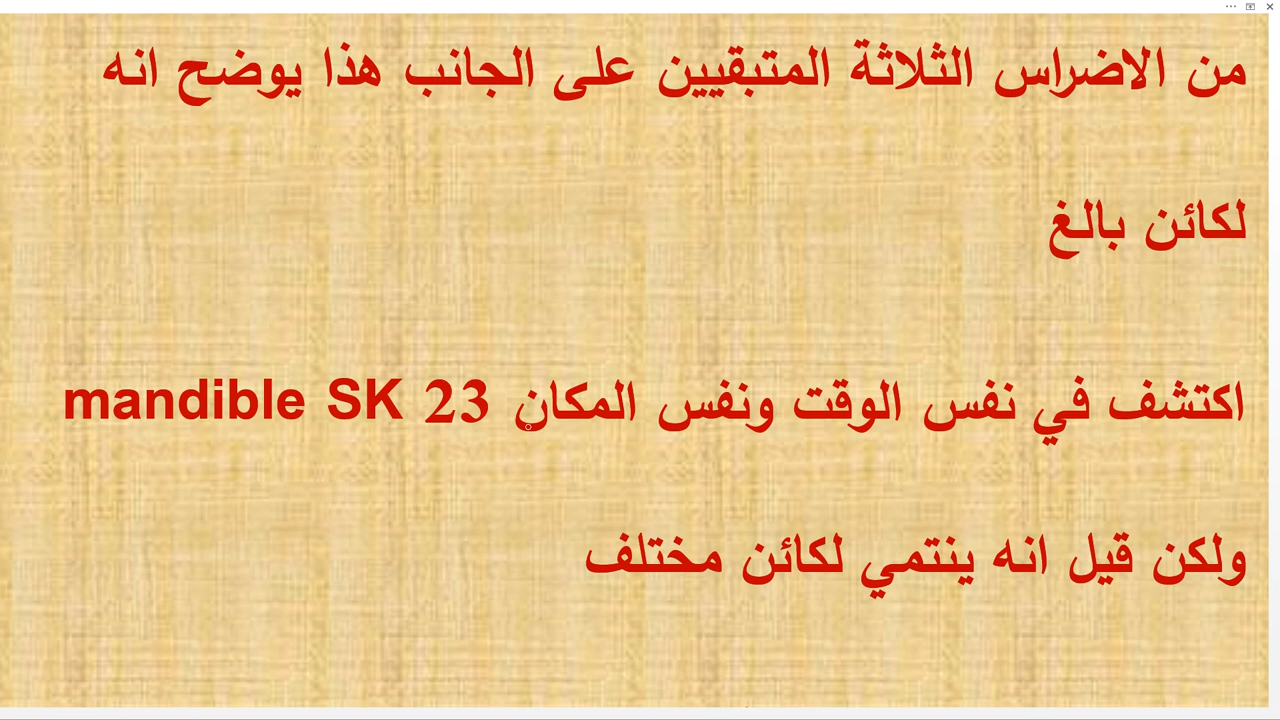 من الاضراس الثلاثة المتبقيين على الجانب هذا يوضح انه
لكائن بالغ
اكتشف في نفس الوقت ونفس المكان mandible SK 23
ولكن قيل انه ينتمي لكائن مختلف